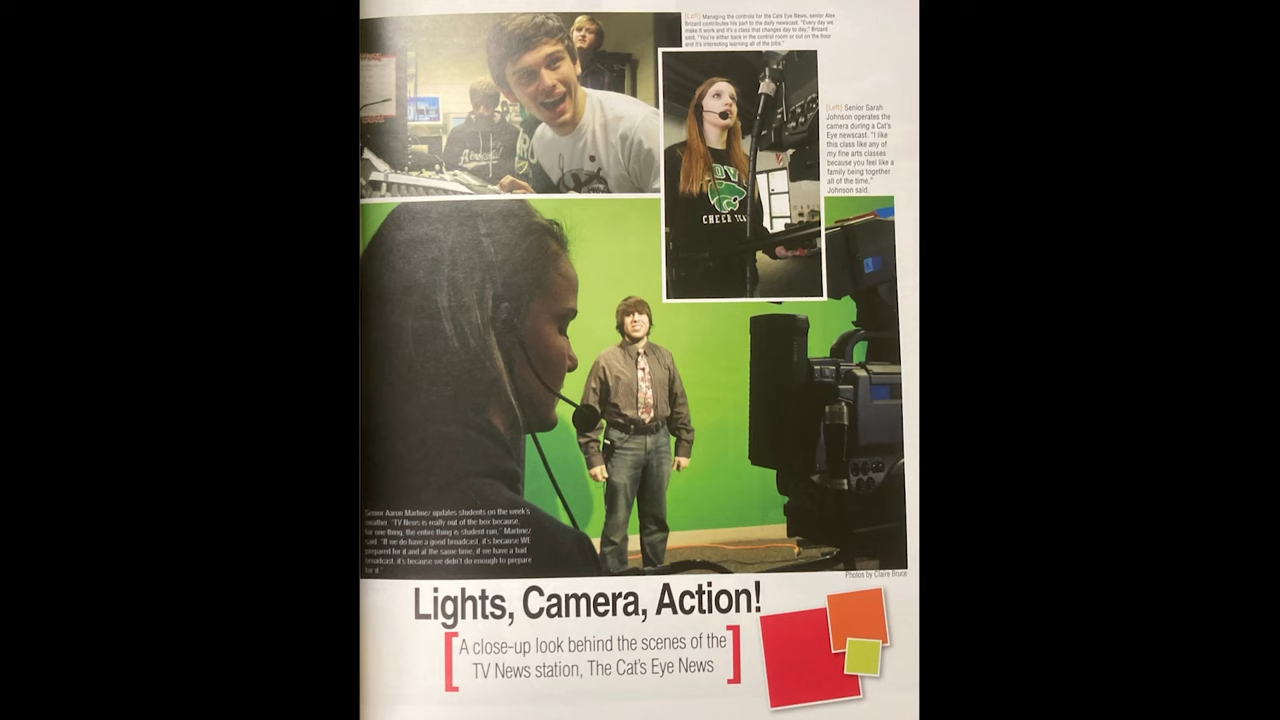 [Left] Managing the controls for the Cats Eye News, senior Alex
Brizard contributes his part to the daily newscast. "Every day we
make it work and it's a class that changes day to day," Brizard
said. "You're either back in the control room or out on the floor
and it's interesting learning all of the jobs."
[Left] Senior Sarah
Johnson operates the
camera during a Cat's
Eye newscast. "I like
this class like any of
my fine arts classes
because you feel like a
family being together
all of the time,"
Johnson said.
CHEER
Senior Aaron Martinez updates students on the week's
weather. "TV News is really out of the box because,
for one thing, the entire thing is student run," Martinez
said. "If we do have a good broadcast, it's because WE
prepared for it and at the same time, if we have a bad
broadcast, it's because we didn't do enough to prepare
for it."
Photos by Claire Bruce
Lights, Camera, Action!
[A close-up look behind the scenes of the
TV News station, The Cat's Eye News]